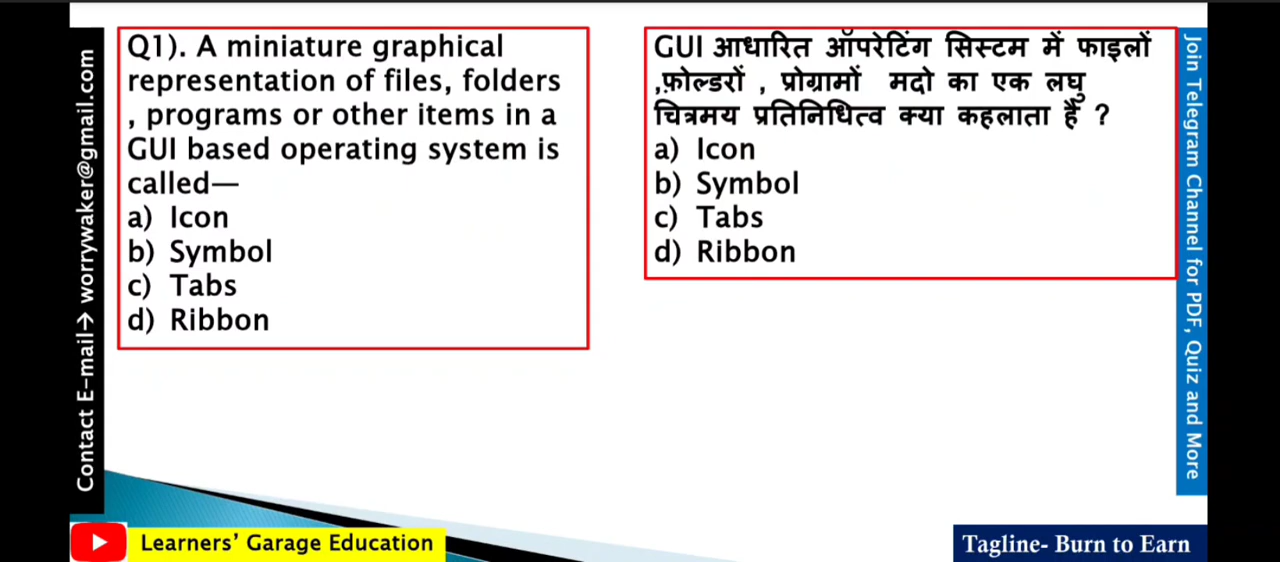 Contact E-mail→ worrywaker@gmail.com
Q1). A miniature graphical
representation of files, folders
, programs or other items in a
GUI based operating system is
called—
a) Icon
b) Symbol
c) Tabs
d) Ribbon
GUI आधारित ऑपरेटिंग सिस्टम में फाइलों
,फ़ोल्डरों , प्रोग्रामों मदो का एक लघु
चित्रमय प्रतिनिधित्व क्या कहलाता हैं ?
a) Icon
b) Symbol
c) Tabs
d) Ribbon
Join Telegram Channel for PDF, Quiz and More
Learners’ Garage Education
Tagline- Burn to Earn